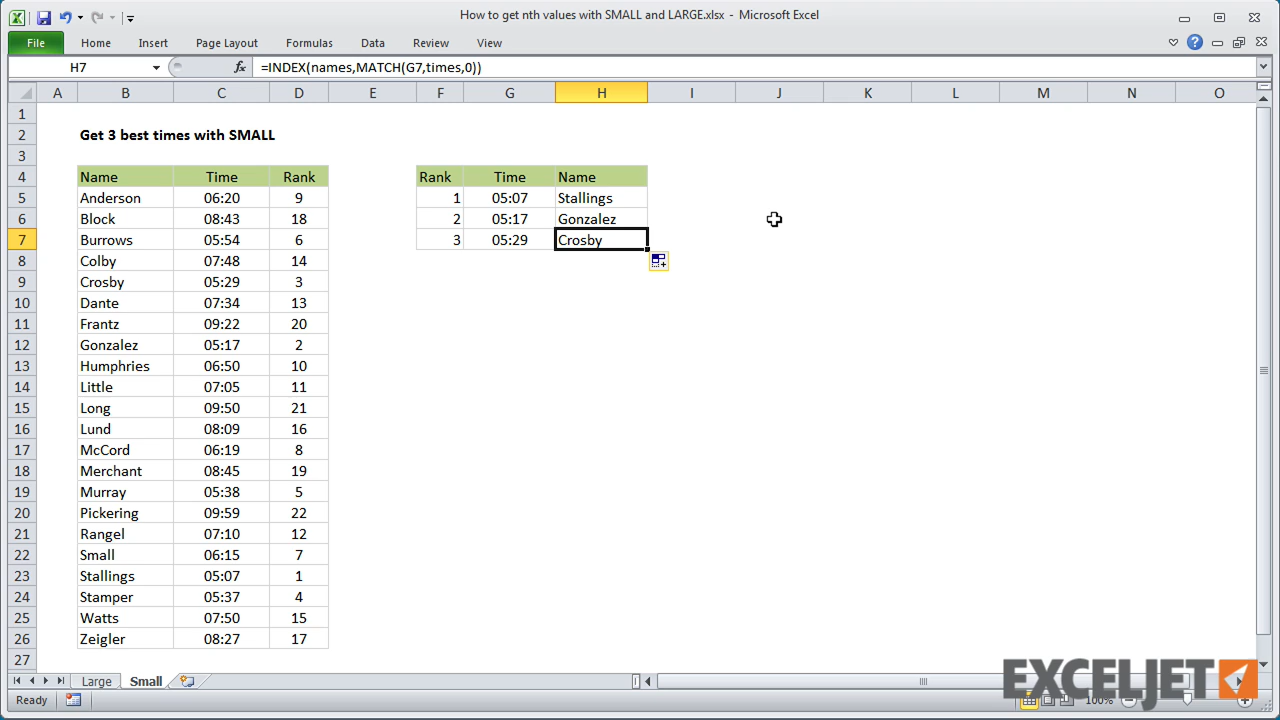 How to get nth values with SMALL and LARGE.xlsx - Microsoft Excel
File Home Insert Page Layout Formulas Data Review View
H7 fx =INDEX(names,MATCH(G7,times,0))
A B C D E F G H I J K L M N O
1
2 Get 3 best times with SMALL
3
4 Name Time Rank Rank Time Name
5 Anderson 06:20 9 1 05:07 Stallings
6 Block 08:43 18 2 05:17 Gonzalez
7 Burrows 05:54 6 3 05:29 Crosby
8 Colby 07:48 14
9 Crosby 05:29 3
10 Dante 07:34 13
11 Frantz 09:22 20
12 Gonzalez 05:17 2
13 Humphries 06:50 10
14 Little 07:05 11
15 Long 09:50 21
16 Lund 08:09 16
17 McCord 06:19 8
18 Merchant 08:45 19
19 Murray 05:38 5
20 Pickering 09:59 22
21 Rangel 07:10 12
22 Small 06:15 7
23 Stallings 05:07 1
24 Stamper 05:37 4
25 Watts 07:50 15
26 Zeigler 08:27 17
27
Large Small
EXCELJET
Ready 100%